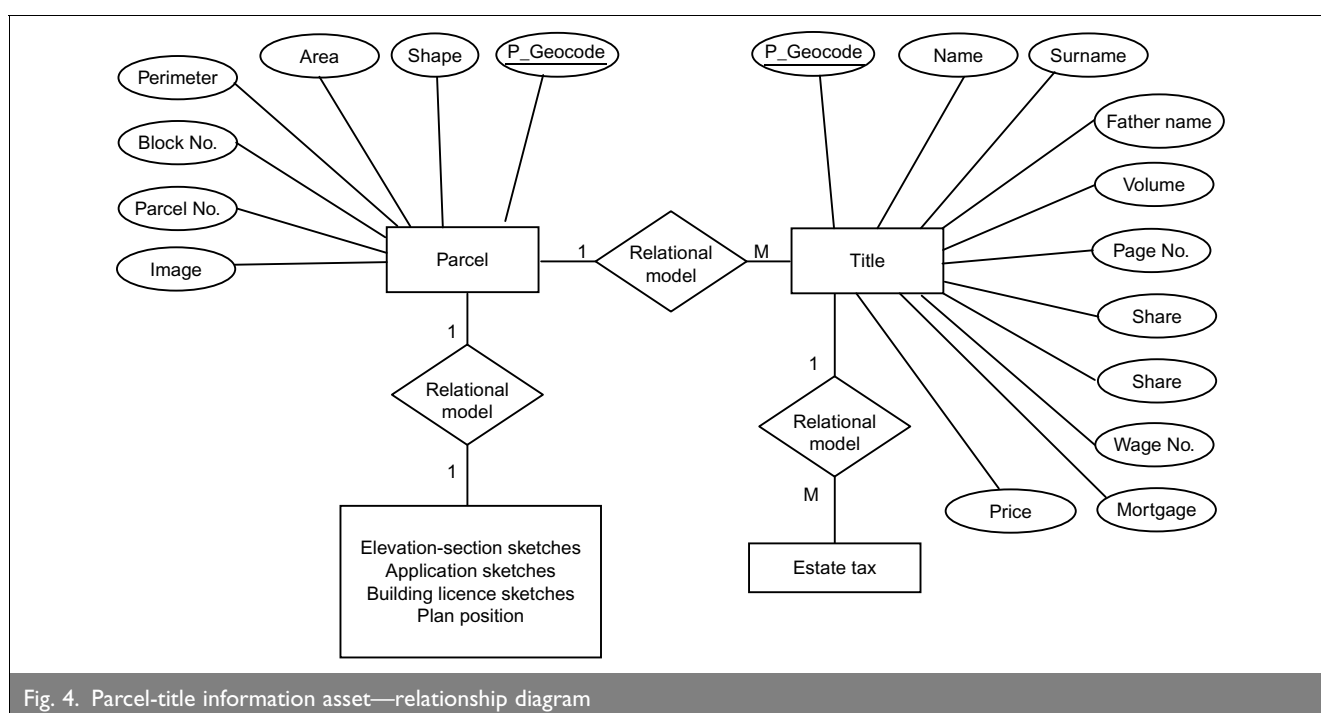 Perimeter
Area
Shape
P_Geocode
Block No.
Parcel No.
Image
Parcel
1
Relational
model
M
Title
P_Geocode
Name
Surname
Father name
Volume
Page No.
Share
Share
Wage No.
Mortgage
Price
1
Relational
model
1
Elevation-section sketches
Application sketches
Building licence sketches
Plan position
1
Relational
model
M
Estate tax
Fig. 4. Parcel-title information asset—relationship diagram